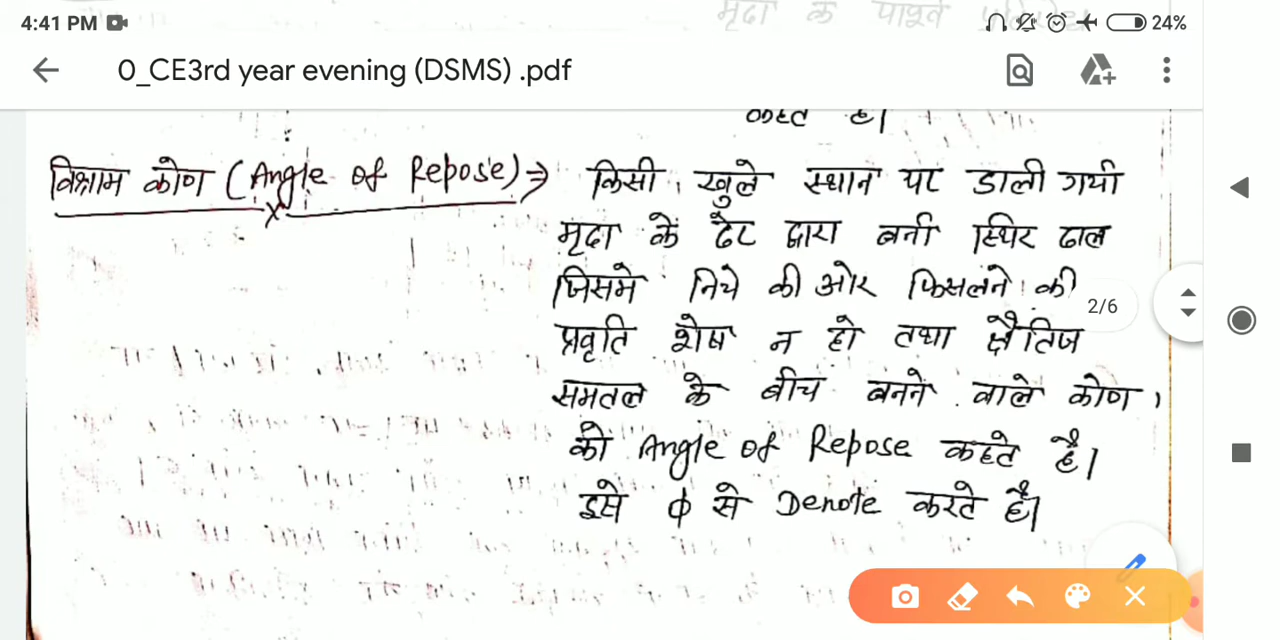 मृदा के
4:41 PM
24%
0_CE3rd year evening (DSMS) .pdf
कहते है।
विश्राम कोण (Angle of Repose) ⇒ किसी खुले स्थान पर डाली गयी
मृदा के ढेर द्वारा बनी स्थिर ढाल
जिसमे निचे की ओर फिसलने की
2/6
प्रवृति शेष न हो तथा क्षैतिज
समतल के बीच बनने वाले कोण
को Angle of Repose कहते है।
इसे ϕ से Denote करते है।